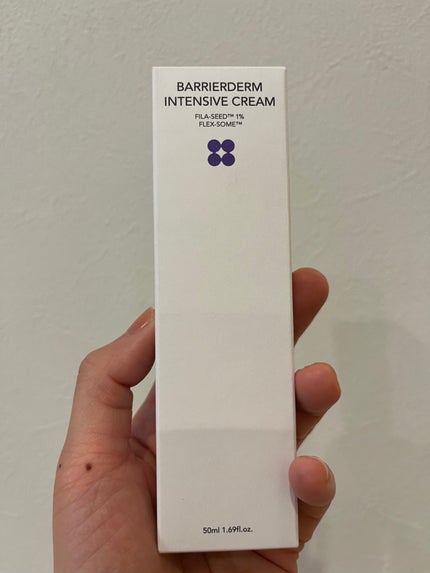 BARRIERDERM
INTENSIVE CREAM
FILA-SEED™ 1%
FLEX-SOME™
50ml 1.69fl.oz.